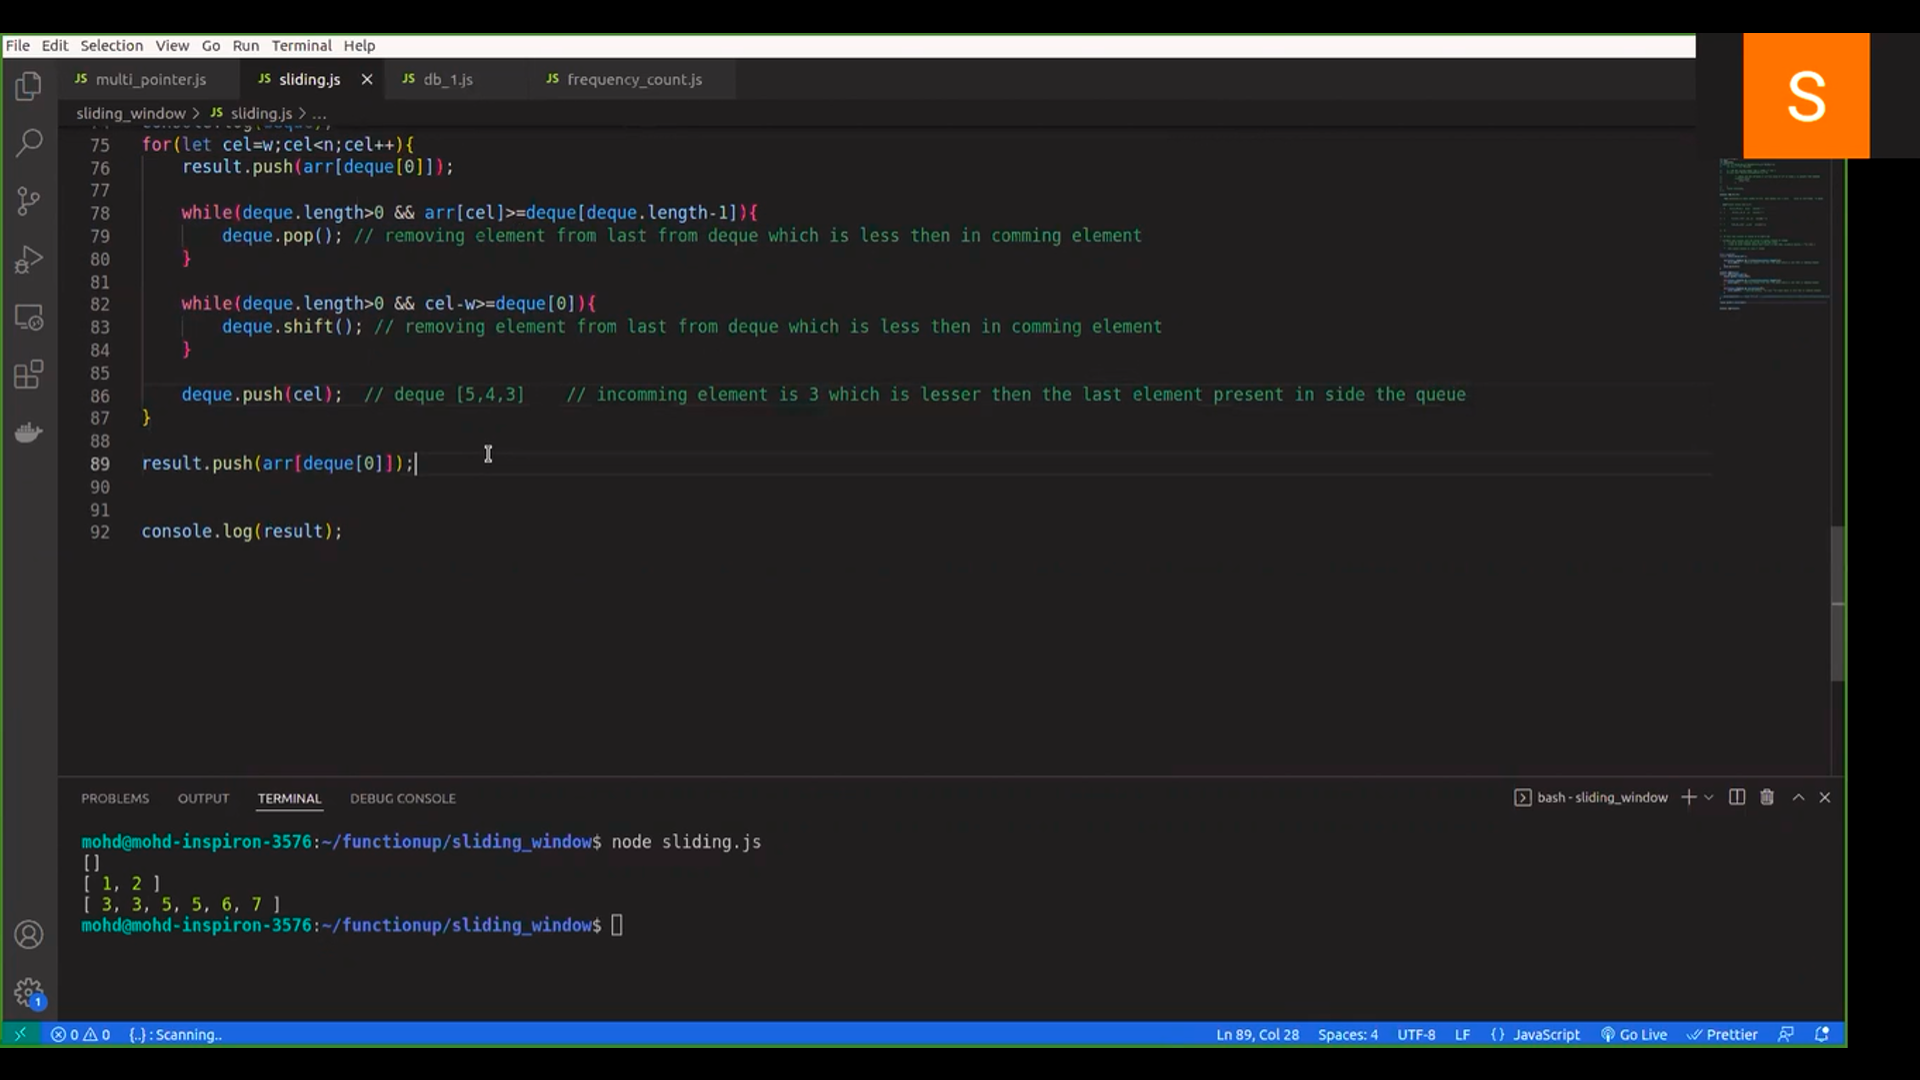 File Edit Selection View Go Run Terminal Help
S
JS multi_pointer.js JS sliding.js JS db_1.js JS frequency_count.js
sliding_window > JS sliding.js > ...
75 for(let cel=w;cel<n;cel++){
76 result.push(arr[deque[0]]);
77
78 while(deque.length>0 && arr[cel]>=deque[deque.length-1]){
79 deque.pop(); // removing element from last from deque which is less then in comming element
80 }
81
82 while(deque.length>0 && cel-w>=deque[0]){
83 deque.shift(); // removing element from last from deque which is less then in comming element
84 }
85
86 deque.push(cel); // deque [5,4,3] // incomming element is 3 which is lesser then the last element present in side the queue
87 }
88
89 result.push(arr[deque[0]]);
90
91
92 console.log(result);
PROBLEMS OUTPUT TERMINAL DEBUG CONSOLE bash - sliding_window
mohd@mohd-inspiron-3576:~/functionup/sliding_window$ node sliding.js
[]
[ 1, 2 ]
[ 3, 3, 5, 5, 6, 7 ]
mohd@mohd-inspiron-3576:~/functionup/sliding_window$
1
0 0 {..} : Scanning.. Ln 89, Col 28 Spaces: 4 UTF-8 LF {} JavaScript Go Live Prettier